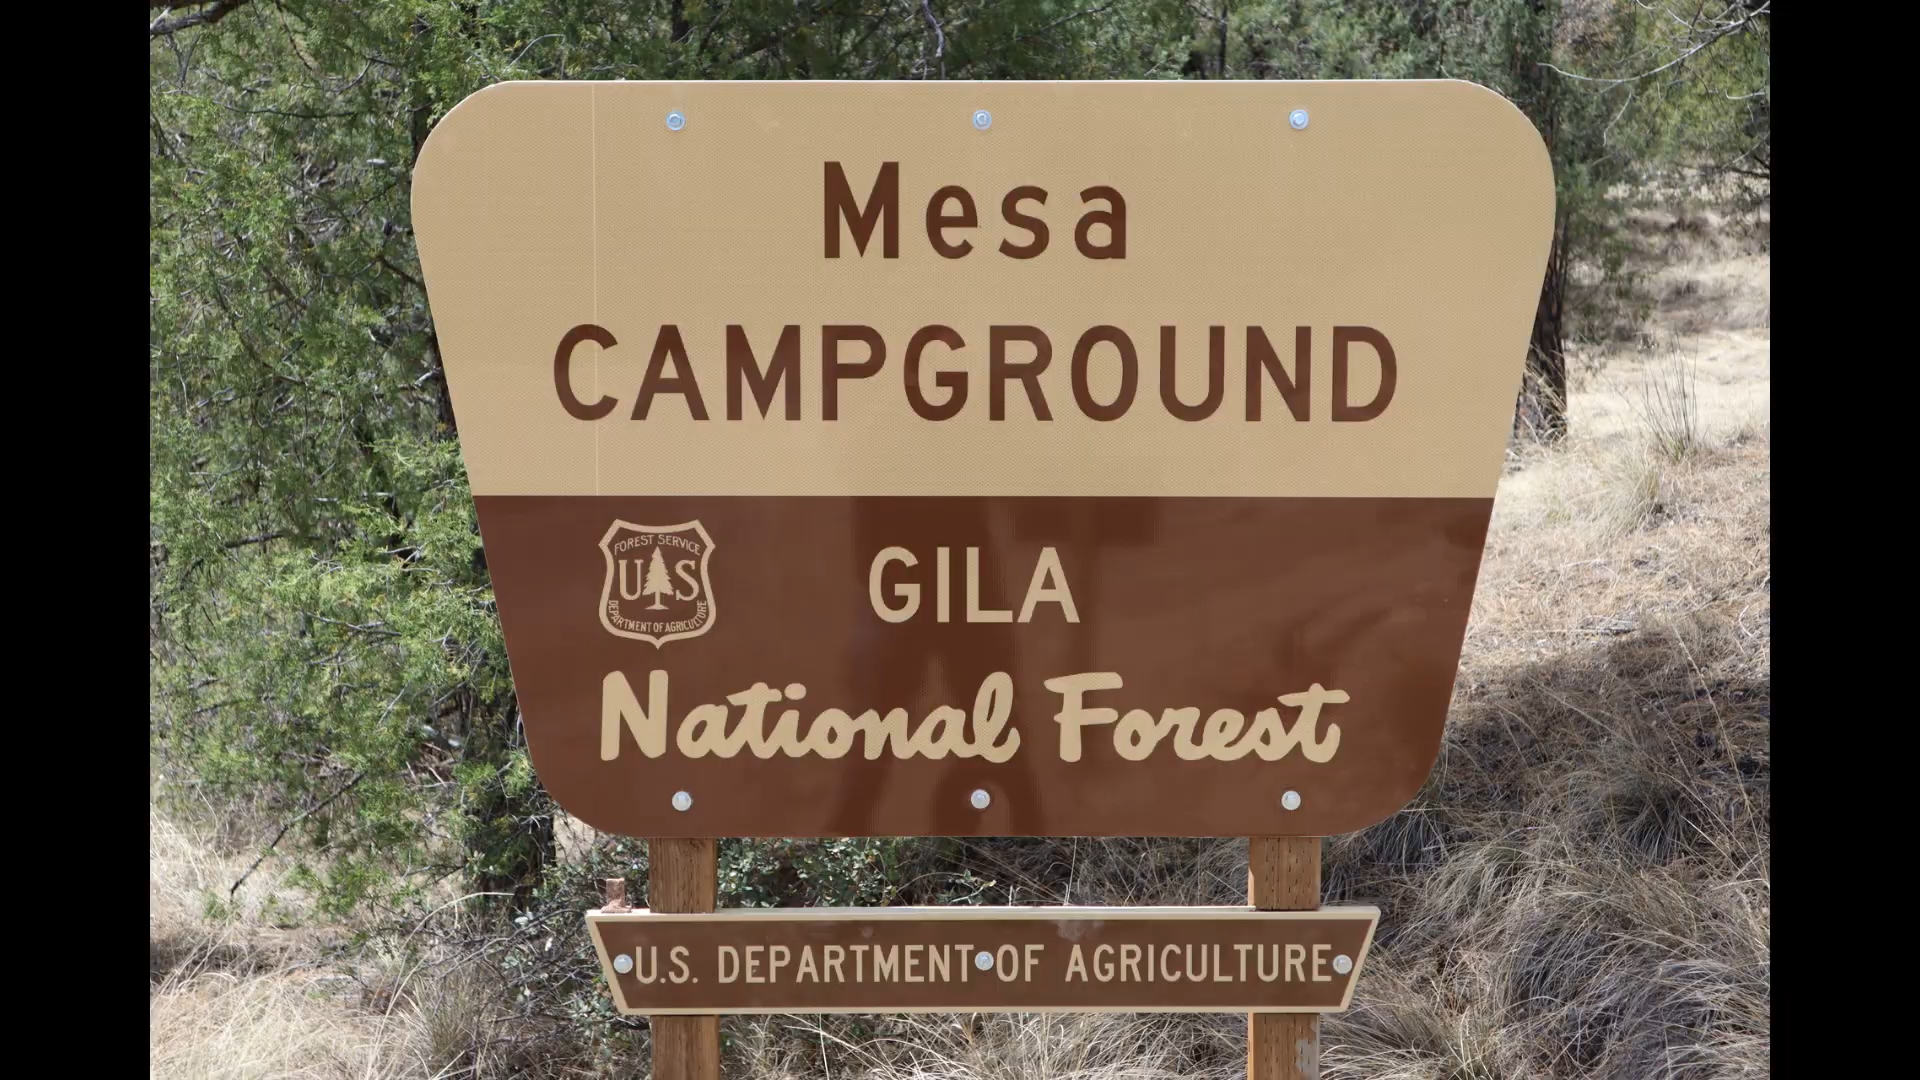 Mesa
CAMPGROUND
FOREST SERVICE
U S
DEPARTMENT OF AGRICULTURE
GILA
National Forest
U.S. DEPARTMENT OF AGRICULTURE